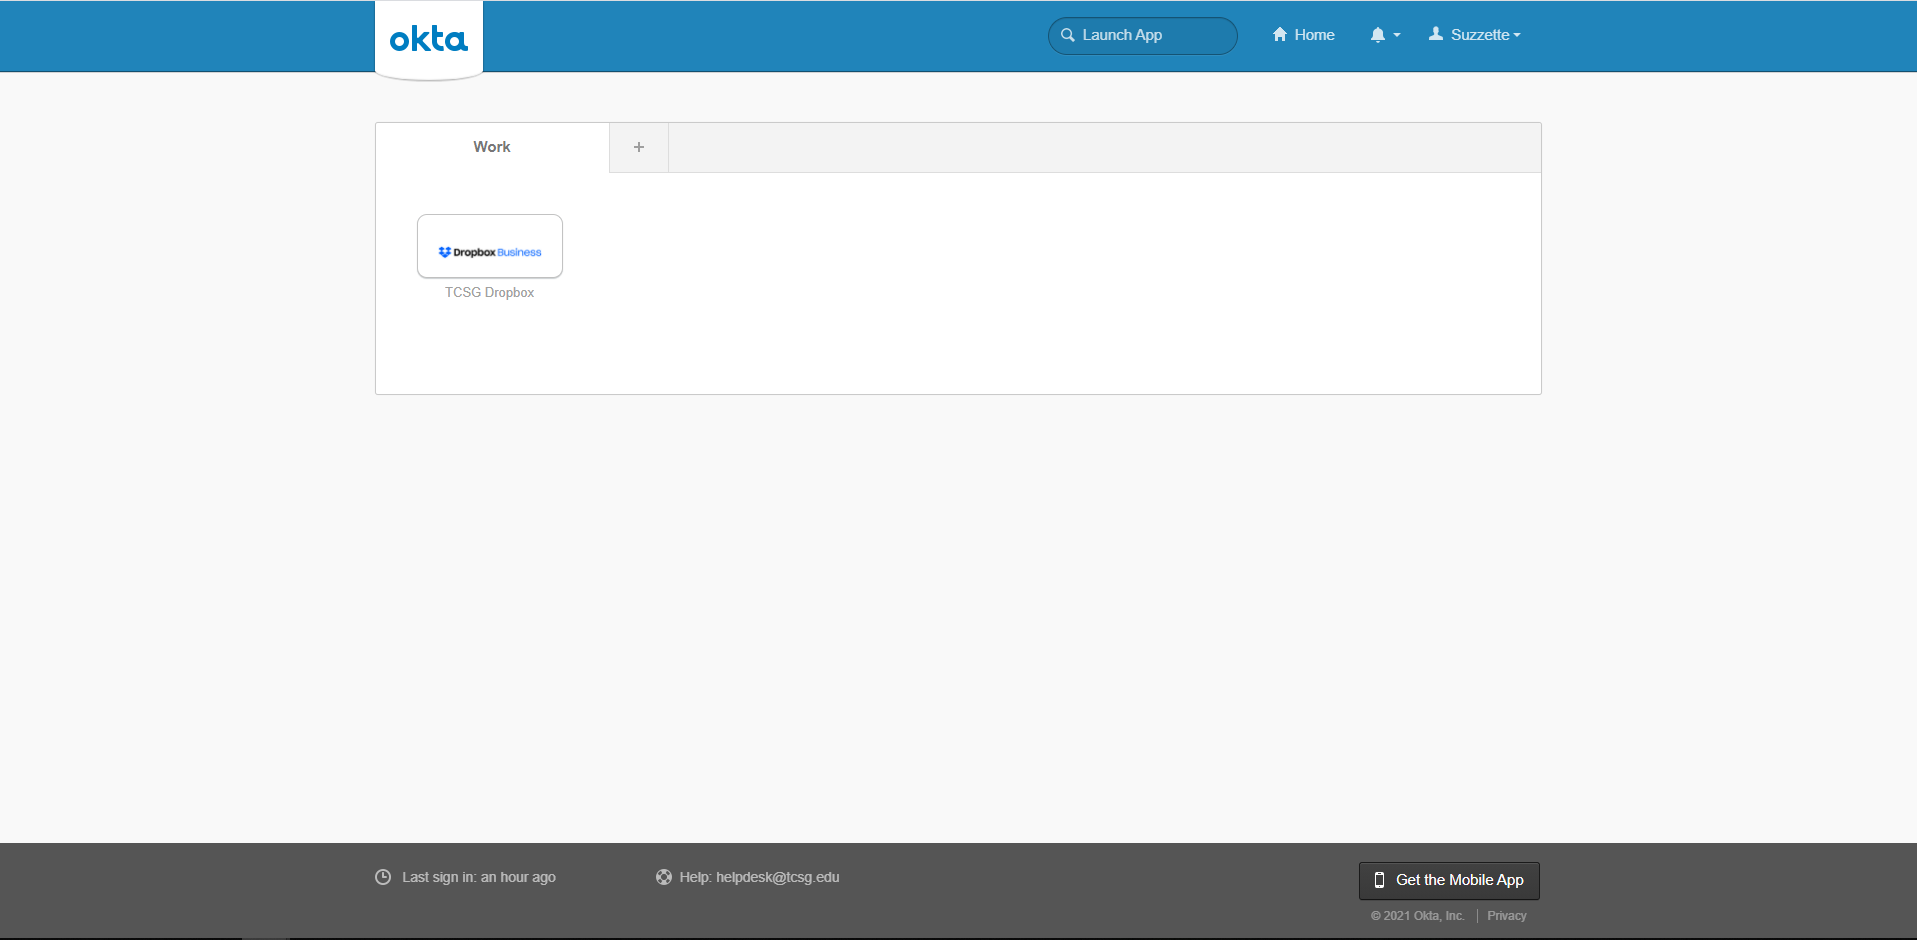 okta
Launch App
Home
Suzzette
Work
+
Dropbox Business
TCSG Dropbox
Last sign in: an hour ago
Help: helpdesk@tcsg.edu
Get the Mobile App
© 2021 Okta, Inc.
Privacy